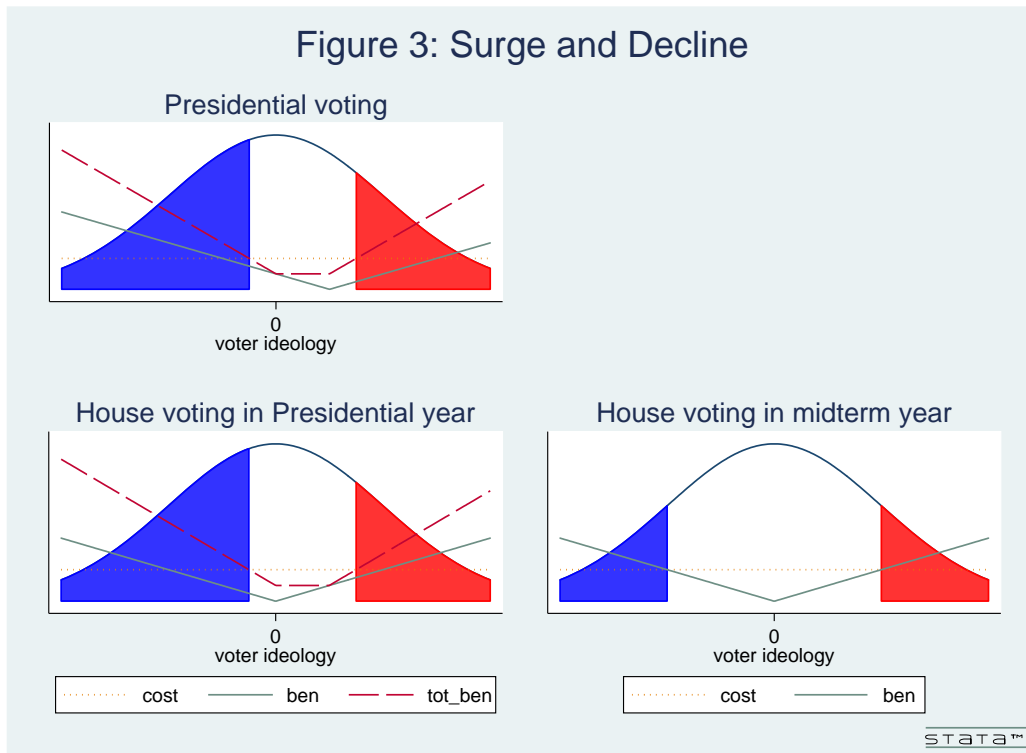 Figure 3: Surge and Decline
Presidential voting
0
voter ideology
House voting in Presidential year
0
voter ideology
cost ben tot_ben
House voting in midterm year
0
voter ideology
cost ben
STATA™